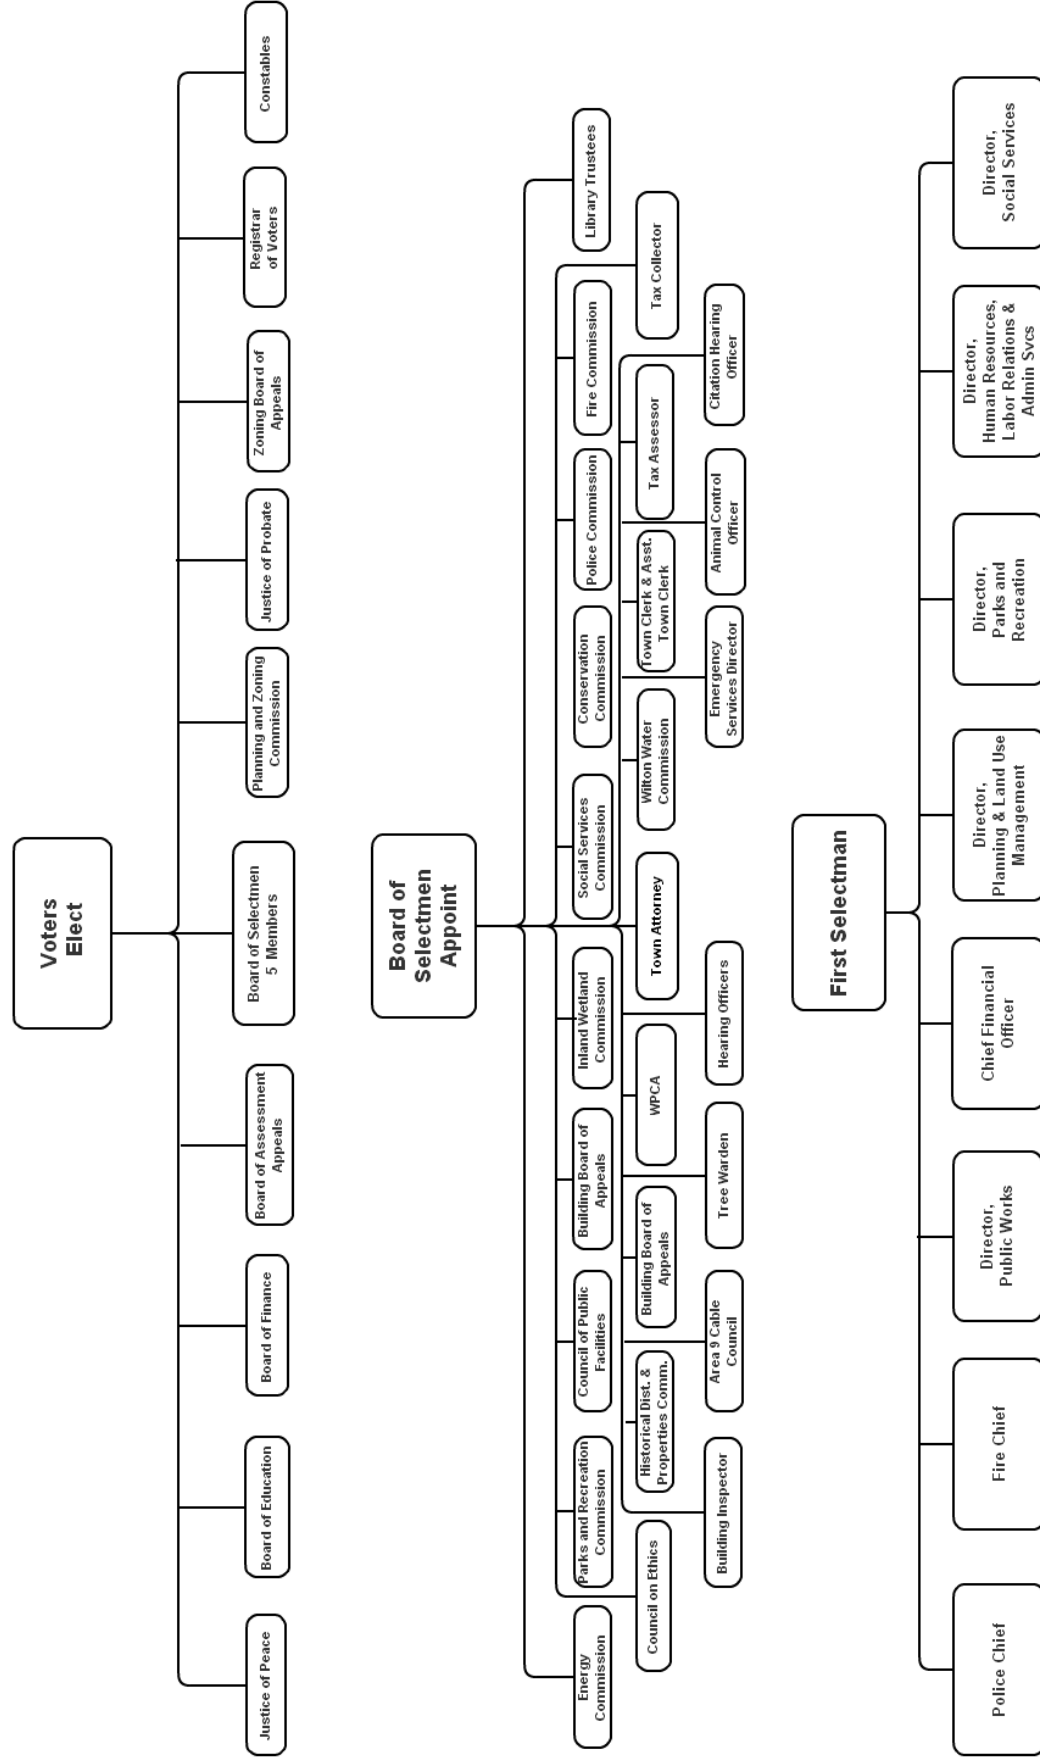 Voters
Elect
Justice of Peace
Board of Education
Board of Finance
Board of Assessment
Appeals
Board of Selectmen
5 Members
Planning and Zoning
Commission
Justice of Probate
Zoning Board of
Appeals
Registrar
of Voters
Constables
Board of
Selectmen
Appoint
Energy
Commission
Parks and Recreation
Commission
Council of Public
Facilities
Building Board of
Appeals
Inland Wetland
Commission
Social Services
Commission
Conservation
Commission
Police Commission
Fire Commission
Library Trustees
Council on Ethics
Historical Dist. &
Properties Comm.
Building Board of
Appeals
WPCA
Town Attorney
Wilton Water
Commission
Town Clerk & Asst.
Town Clerk
Tax Assessor
Tax Collector
Building Inspector
Area 9 Cable
Council
Tree Warden
Hearing Officers
Emergency
Services Director
Animal Control
Officer
Citation Hearing
Officer
First Selectman
Police Chief
Fire Chief
Director,
Public Works
Chief Financial
Officer
Director,
Planning & Land Use
Management
Director,
Parks and
Recreation
Director,
Human Resources,
Labor Relations &
Admin Svcs
Director,
Social Services